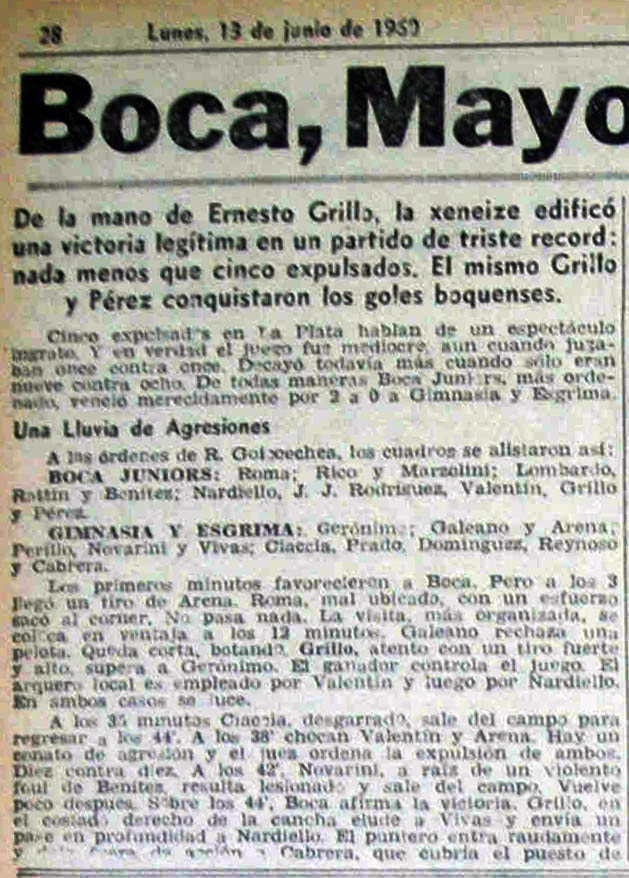 28 Lunes, 13 de junio de 1960
Boca, Mayo
De la mano de Ernesto Grillo, la xeneize edificó
una victoria legítima en un partido de triste record:
nada menos que cinco expulsados. El mismo Grillo
y Pérez conquistaron los goles boquenses.
Cinco expulsados en La Plata hablan de un espectáculo
ingrato. Y en verdad el juego fue mediocre, aun cuando juga-
ban once contra once. Decayó todavía más cuando sólo eran
nueve contra ocho. De todas maneras Boca Juniors, más orde-
nado, venció merecidamente por 2 a 0 a Gimnasia y Esgrima.
Una Lluvia de Agresiones
A las órdenes de R. Goicoechea, los cuadros se alistaron así:
BOCA JUNIORS: Roma; Rico y Marzolini; Lombardo,
Rattín y Benítez; Nardiello, J. J. Rodríguez, Valentín, Grillo
y Pérez.
GIMNASIA Y ESGRIMA: Gerónimo; Galeano y Arena;
Perillo, Novarini y Vivas; Ciaccia, Prado, Domínguez, Reynoso
y Cabrera.
Los primeros minutos favorecieron a Boca. Pero a los 3
llegó un tiro de Arena. Roma, mal ubicado, con un esfuerzo
sacó al corner. No pasa nada. La visita, más organizada, se
coloca en ventaja a los 12 minutos. Galeano rechaza una
pelota. Queda corta, botando. Grillo, atento con un tiro fuerte
y alto, supera a Gerónimo. El ganador controla el juego. El
arquero local es empleado por Valentín y luego por Nardiello.
En ambos casos se luce.
A los 35 minutos Ciaccia, desgarrado, sale del campo para
regresar a los 44'. A los 38' chocan Valentín y Arena. Hay un
conato de agresión y el juez ordena la expulsión de ambos.
Diez contra diez. A los 42', Novarini, a raíz de un violento
foul de Benítez, resulta lesionado y sale del campo. Vuelve
poco después. Sobre los 44', Boca afirma la victoria. Grillo, en
el costado derecho de la cancha elude a Vivas y envía un
pase en profundidad a Nardiello. El puntero entra raudamente
y deja fuera de acción a Cabrera, que cubría el puesto de